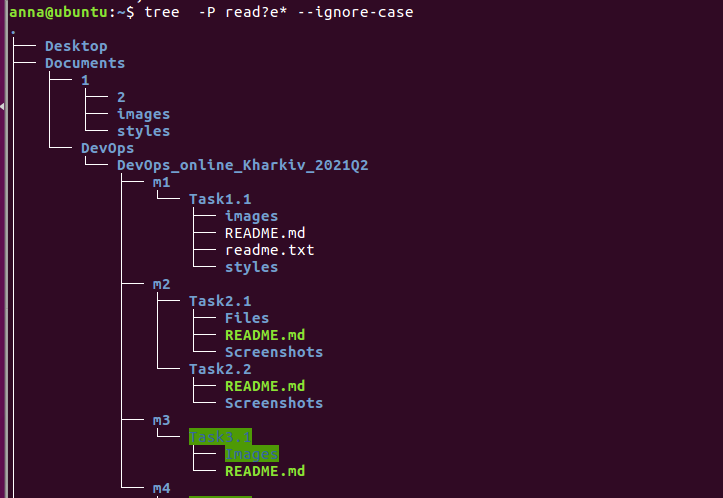 anna@ubuntu:~$ tree  -P read?e* --ignore-case
.
├── Desktop
├── Documents
│   ├── 1
│   │   ├── 2
│   │   ├── images
│   │   └── styles
│   └── DevOps
│       └── DevOps_online_Kharkiv_2021Q2
│           ├── m1
│           │   └── Task1.1
│           │       ├── images
│           │       ├── README.md
│           │       ├── readme.txt
│           │       └── styles
│           ├── m2
│           │   ├── Task2.1
│           │   │   ├── Files
│           │   │   ├── README.md
│           │   │   └── Screenshots
│           │   └── Task2.2
│           │       ├── README.md
│           │       └── Screenshots
│           ├── m3
│           │   └── Task3.1
│           │       ├── Images
│           │       └── README.md
│           └── m4